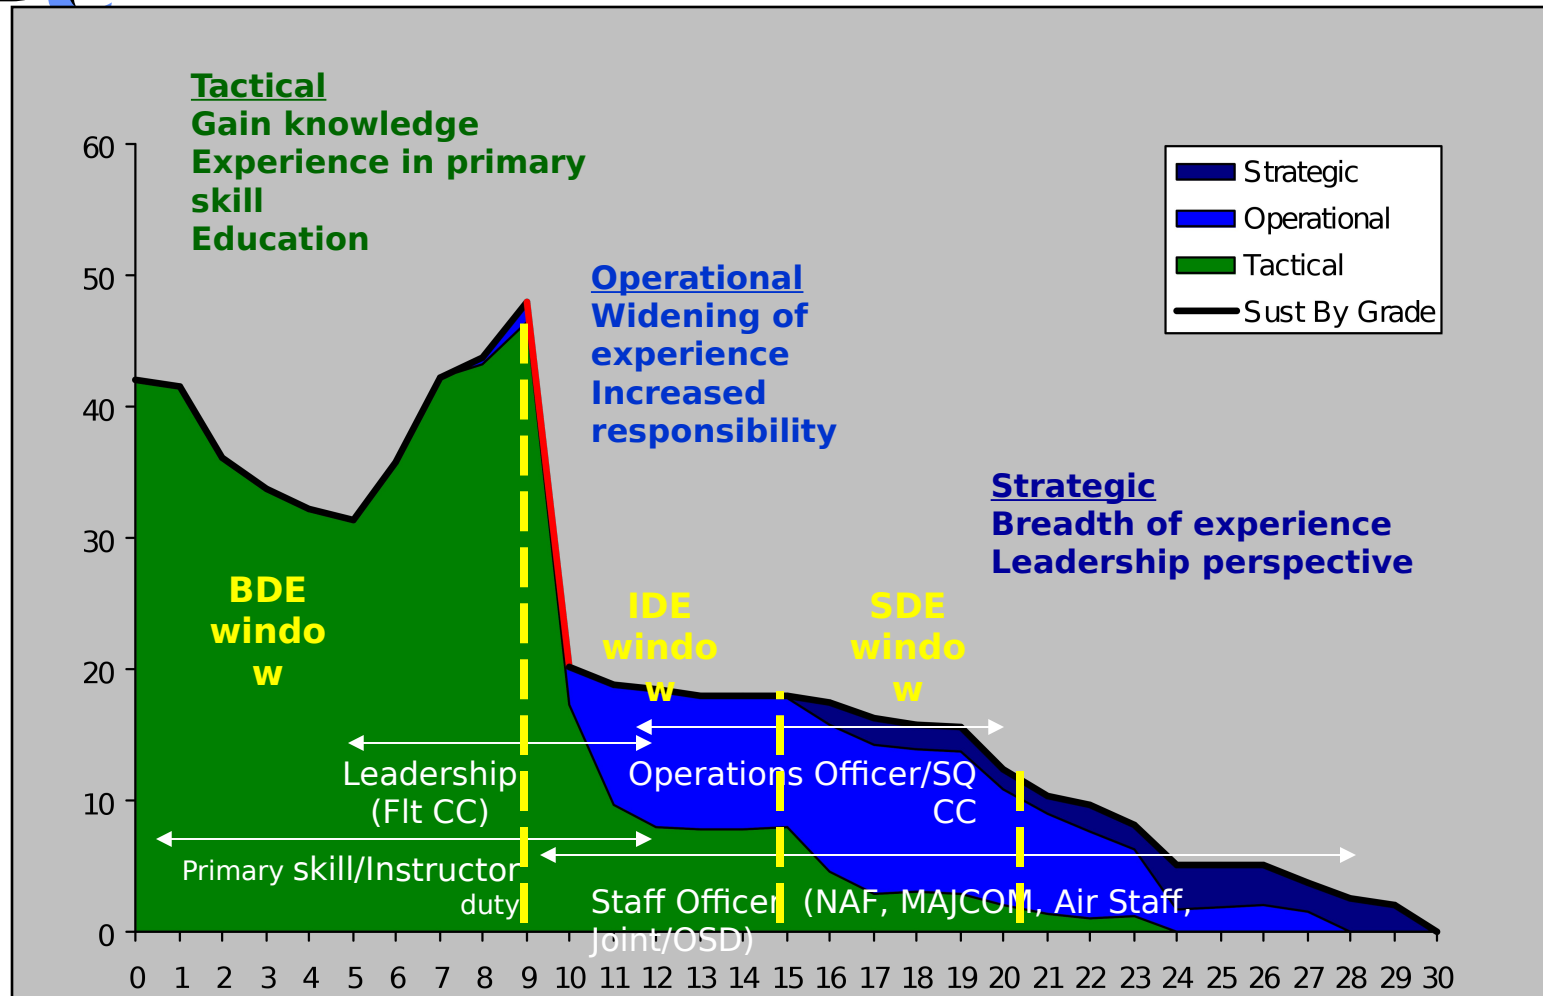 Tactical
Gain knowledge
Experience in primary
skill
Education
60
50
40
30
20
10
0
Strategic
Operational
Tactical
Sust By Grade
Operational
Widening of
experience
Increased
responsibility
Strategic
Breadth of experience
Leadership perspective
BDE
windo
w
IDE
windo
w
SDE
windo
w
Leadership
(Flt CC)
Operations Officer/SQ
CC
Primary skill/Instructor
duty
Staff Officer (NAF, MAJCOM, Air Staff,
Joint/OSD)
0 1 2 3 4 5 6 7 8 9 10 11 12 13 14 15 16 17 18 19 20 21 22 23 24 25 26 27 28 29 30